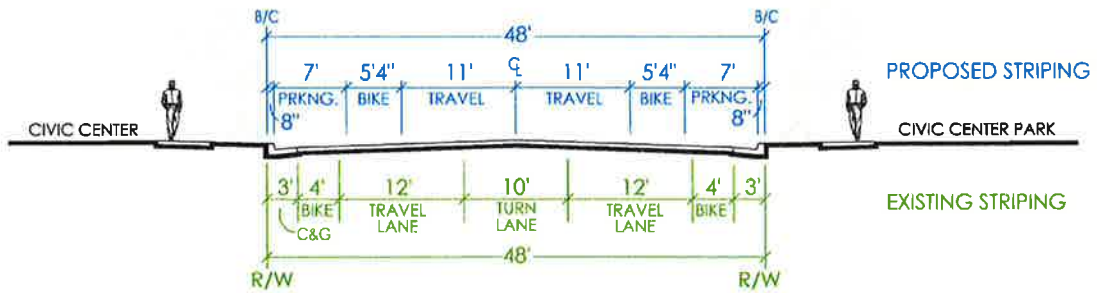 B/C B/C
48'
7' 5'4" 11' ℄ 11' 5'4" 7'
PROPOSED STRIPING
PRKNG. BIKE TRAVEL TRAVEL BIKE PRKNG.
8" 8"
CIVIC CENTER CIVIC CENTER PARK
3' 4' 12' 10' 12' 4' 3'
EXISTING STRIPING
BIKE TRAVEL LANE TURN LANE TRAVEL LANE BIKE
C&G
48'
R/W R/W